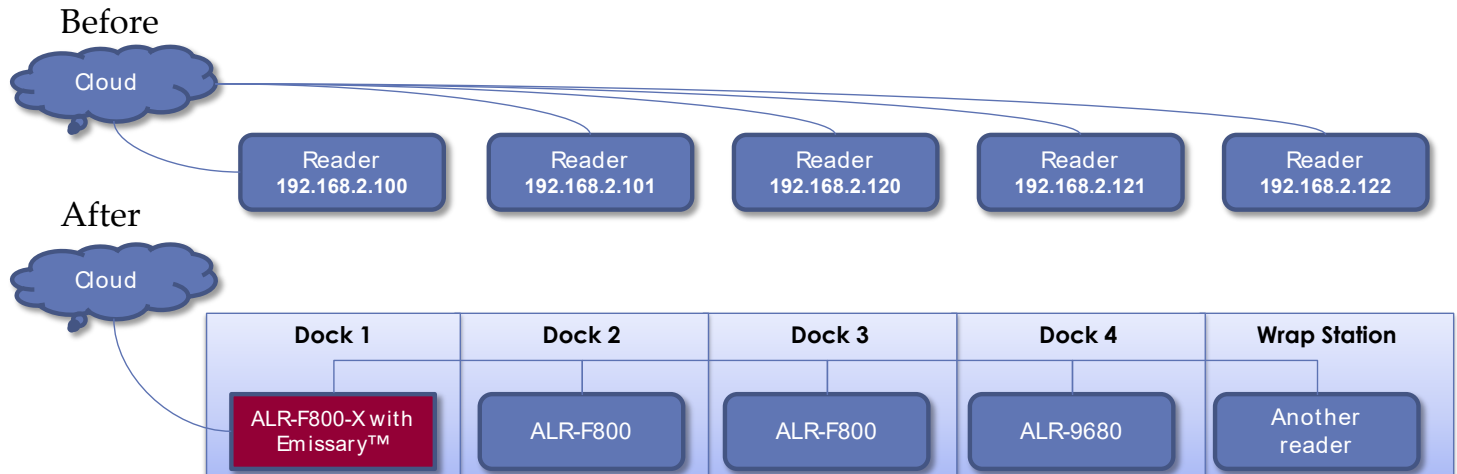 Before
Cloud
Reader
192.168.2.100
Reader
192.168.2.101
Reader
192.168.2.120
Reader
192.168.2.121
Reader
192.168.2.122
After
Cloud
Dock 1
Dock 2
Dock 3
Dock 4
Wrap Station
ALR-F800-X with
Emissary™
ALR-F800
ALR-F800
ALR-9680
Another
reader